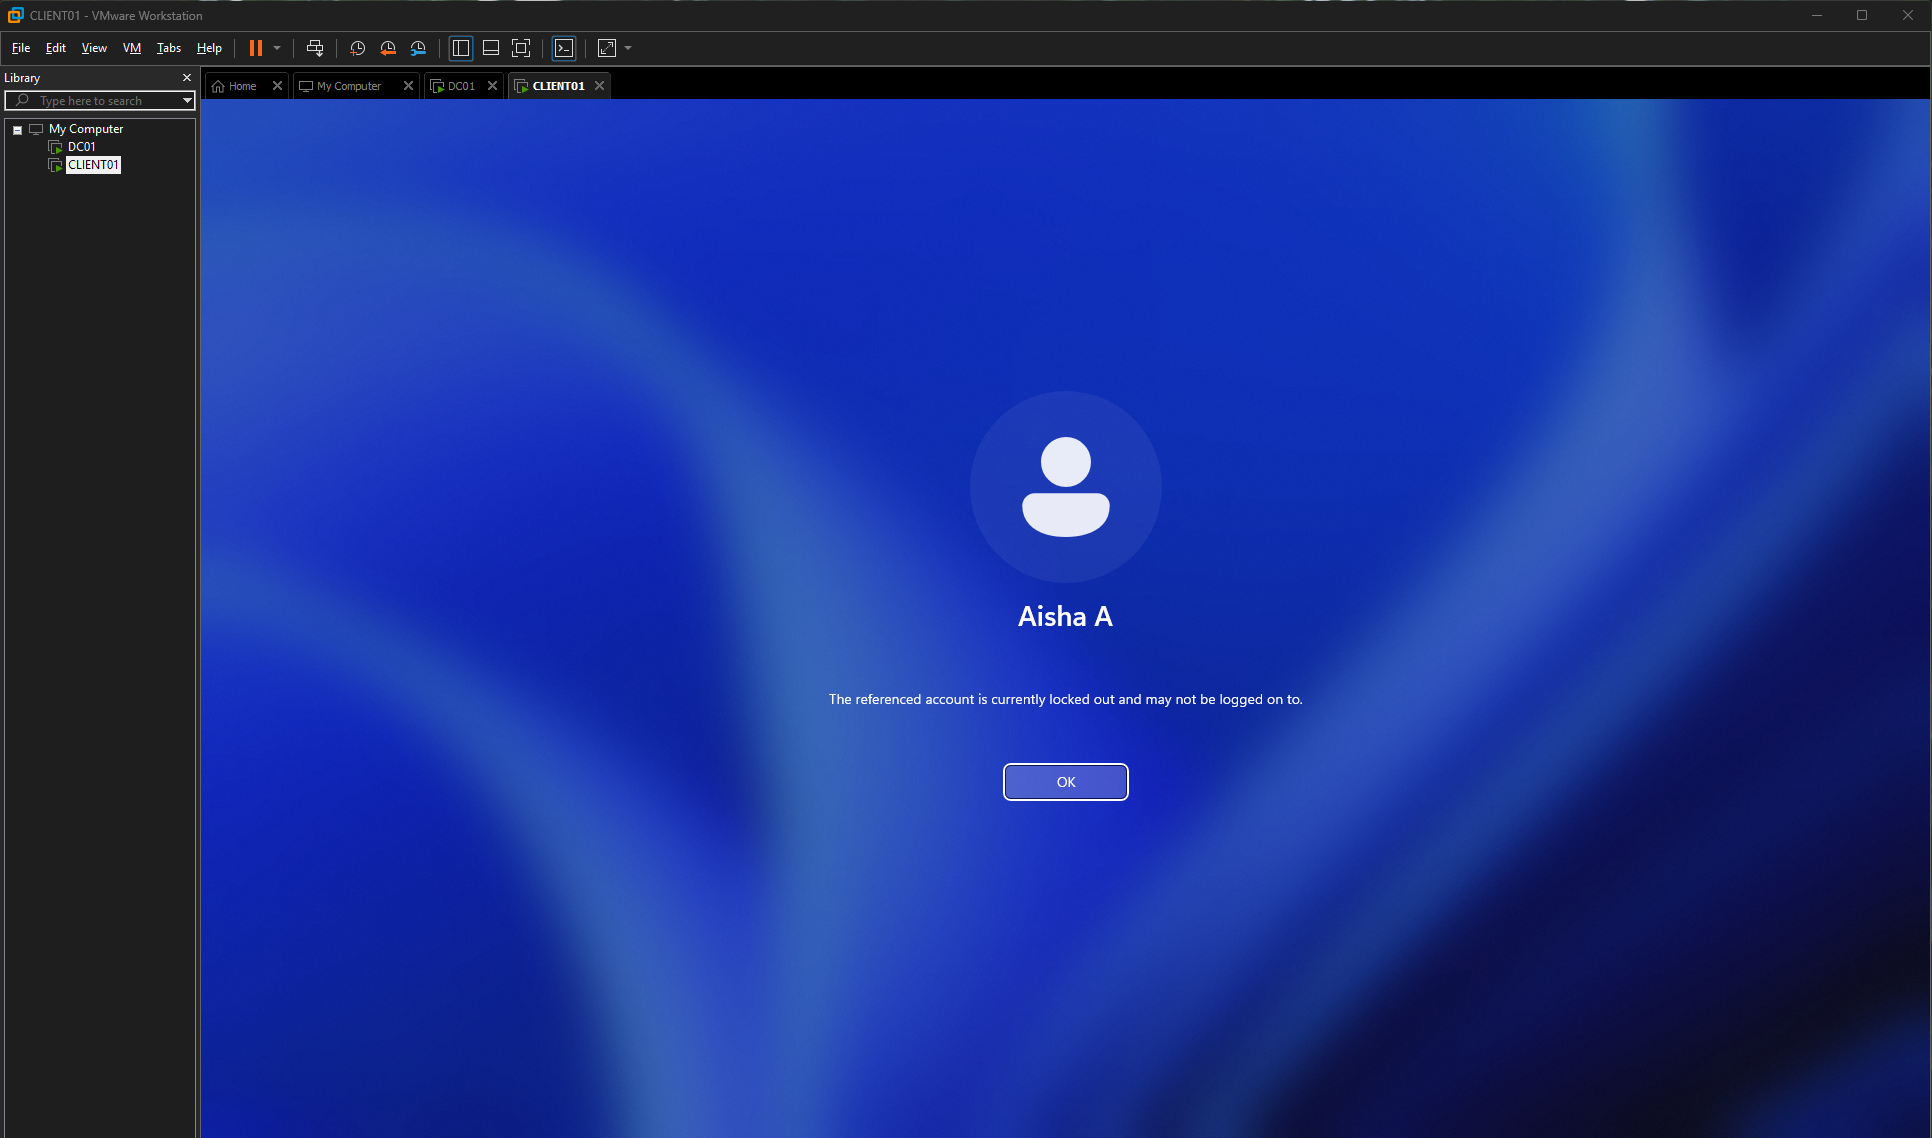 CLIENT01 - VMware Workstation
File Edit View VM Tabs Help
Library
Type here to search
My Computer
DC01
CLIENT01
Home
My Computer
DC01
CLIENT01
Aisha A
The referenced account is currently locked out and may not be logged on to.
OK